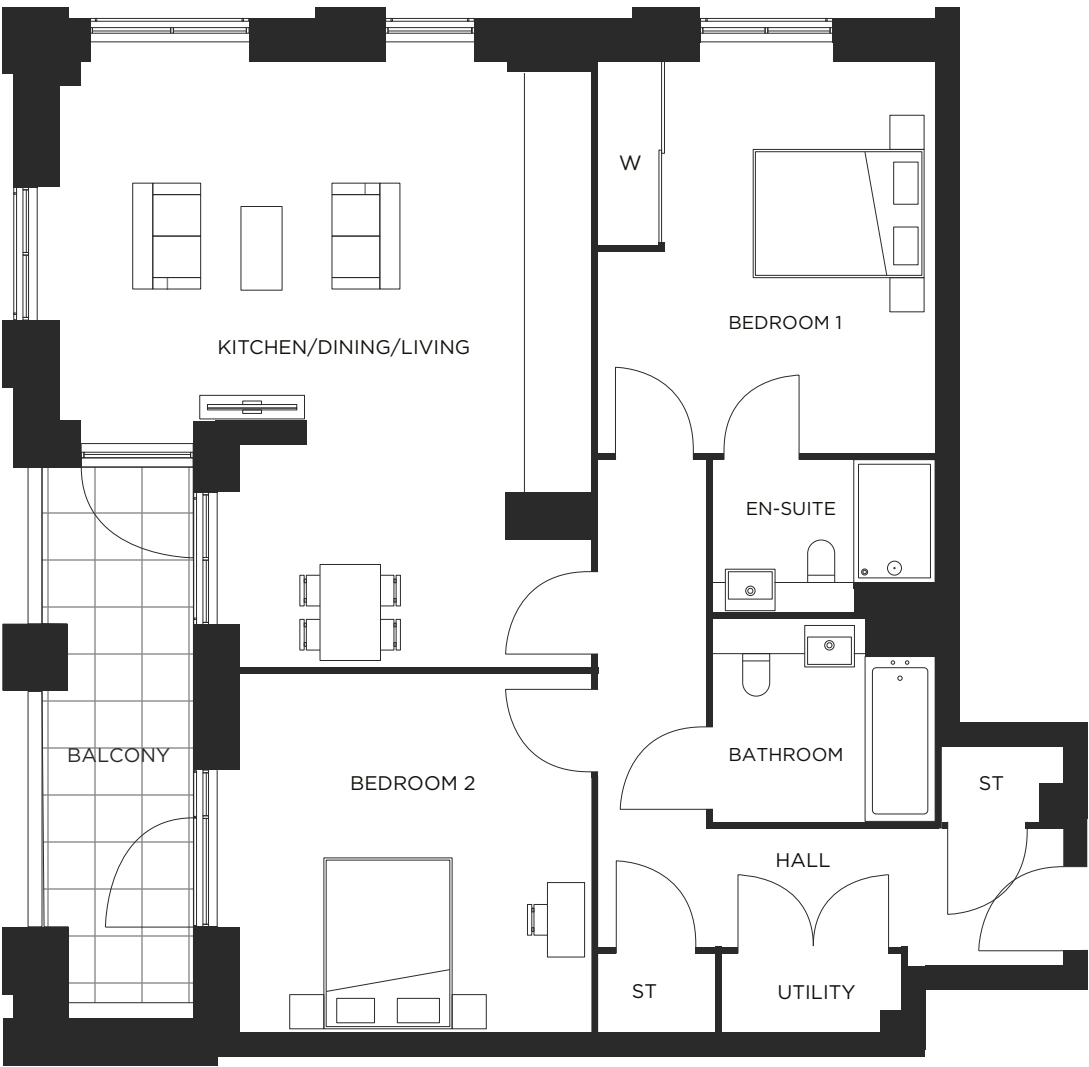 W
BEDROOM 1
KITCHEN/DINING/LIVING
EN-SUITE
BALCONY
BATHROOM
BEDROOM 2
ST
HALL
ST
UTILITY